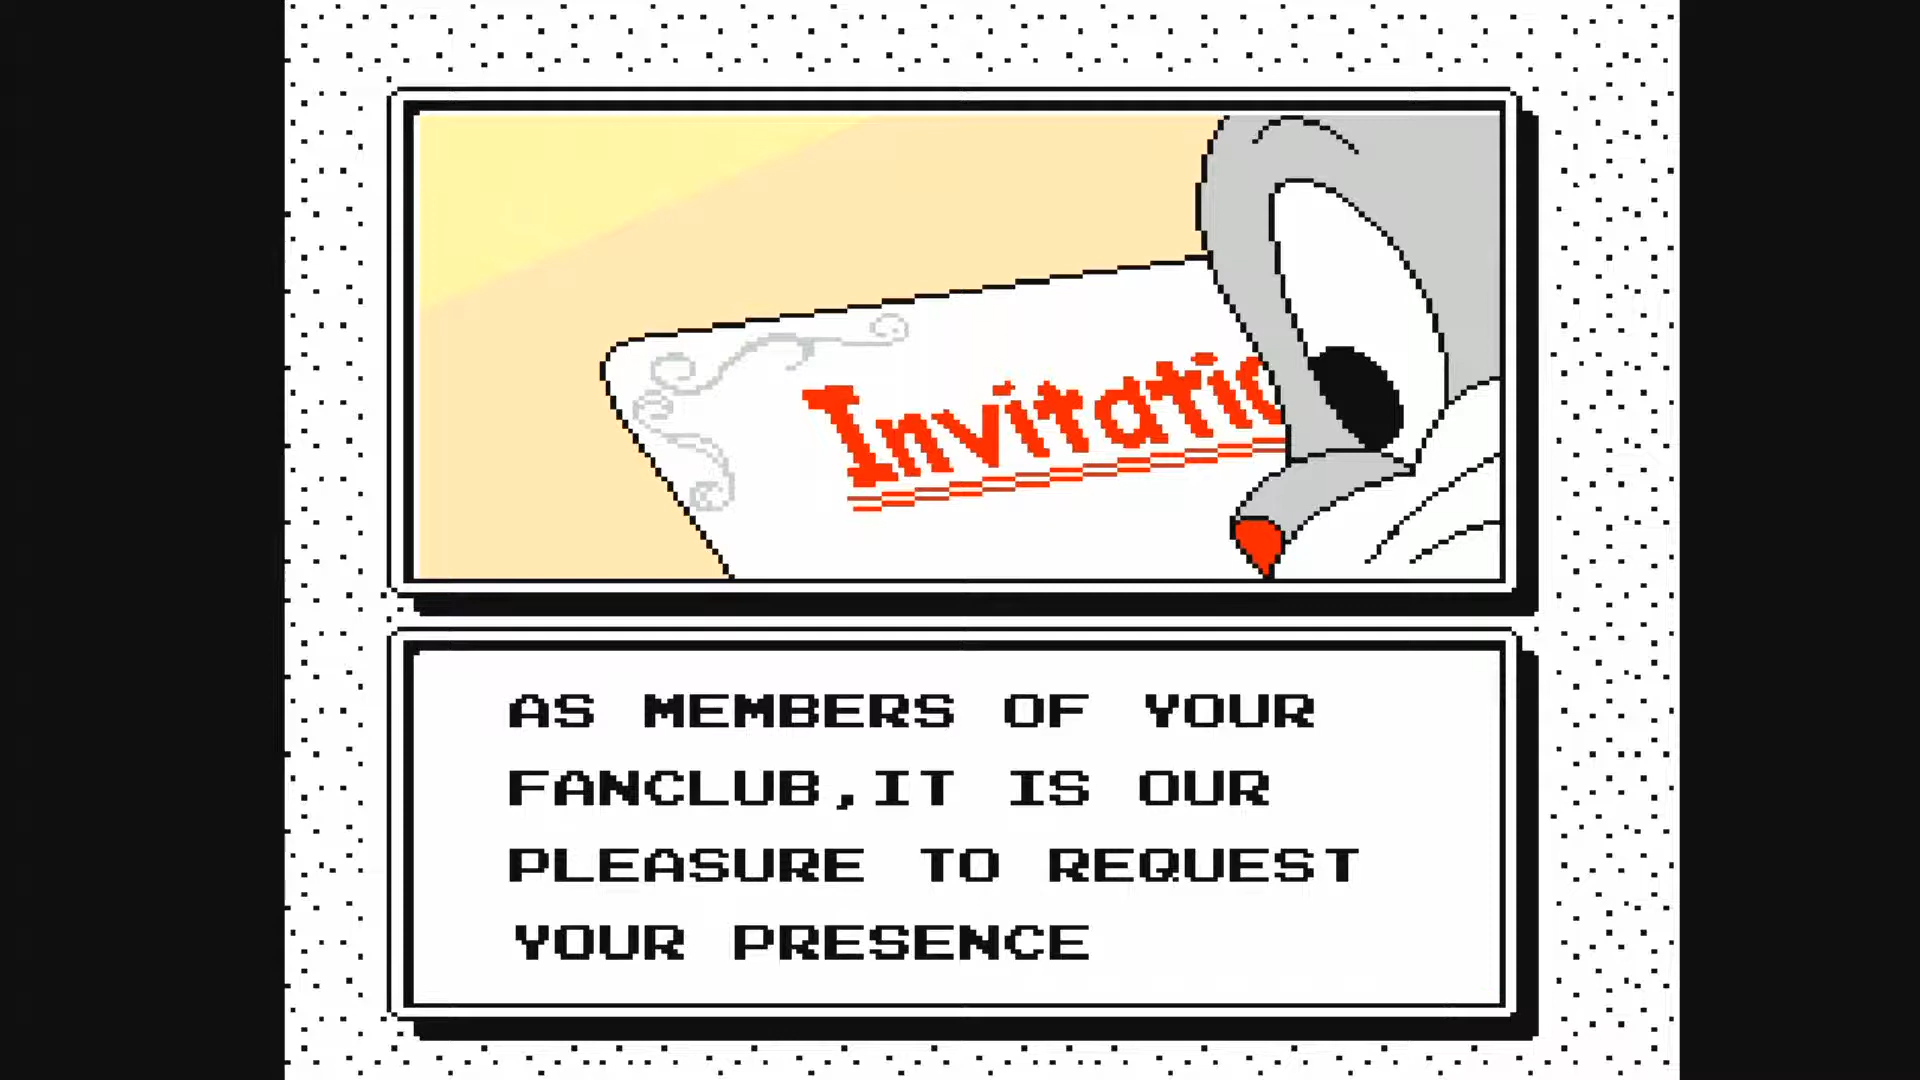 Invitatio
AS MEMBERS OF YOUR
FANCLUB,IT IS OUR
PLEASURE TO REQUEST
YOUR PRESENCE